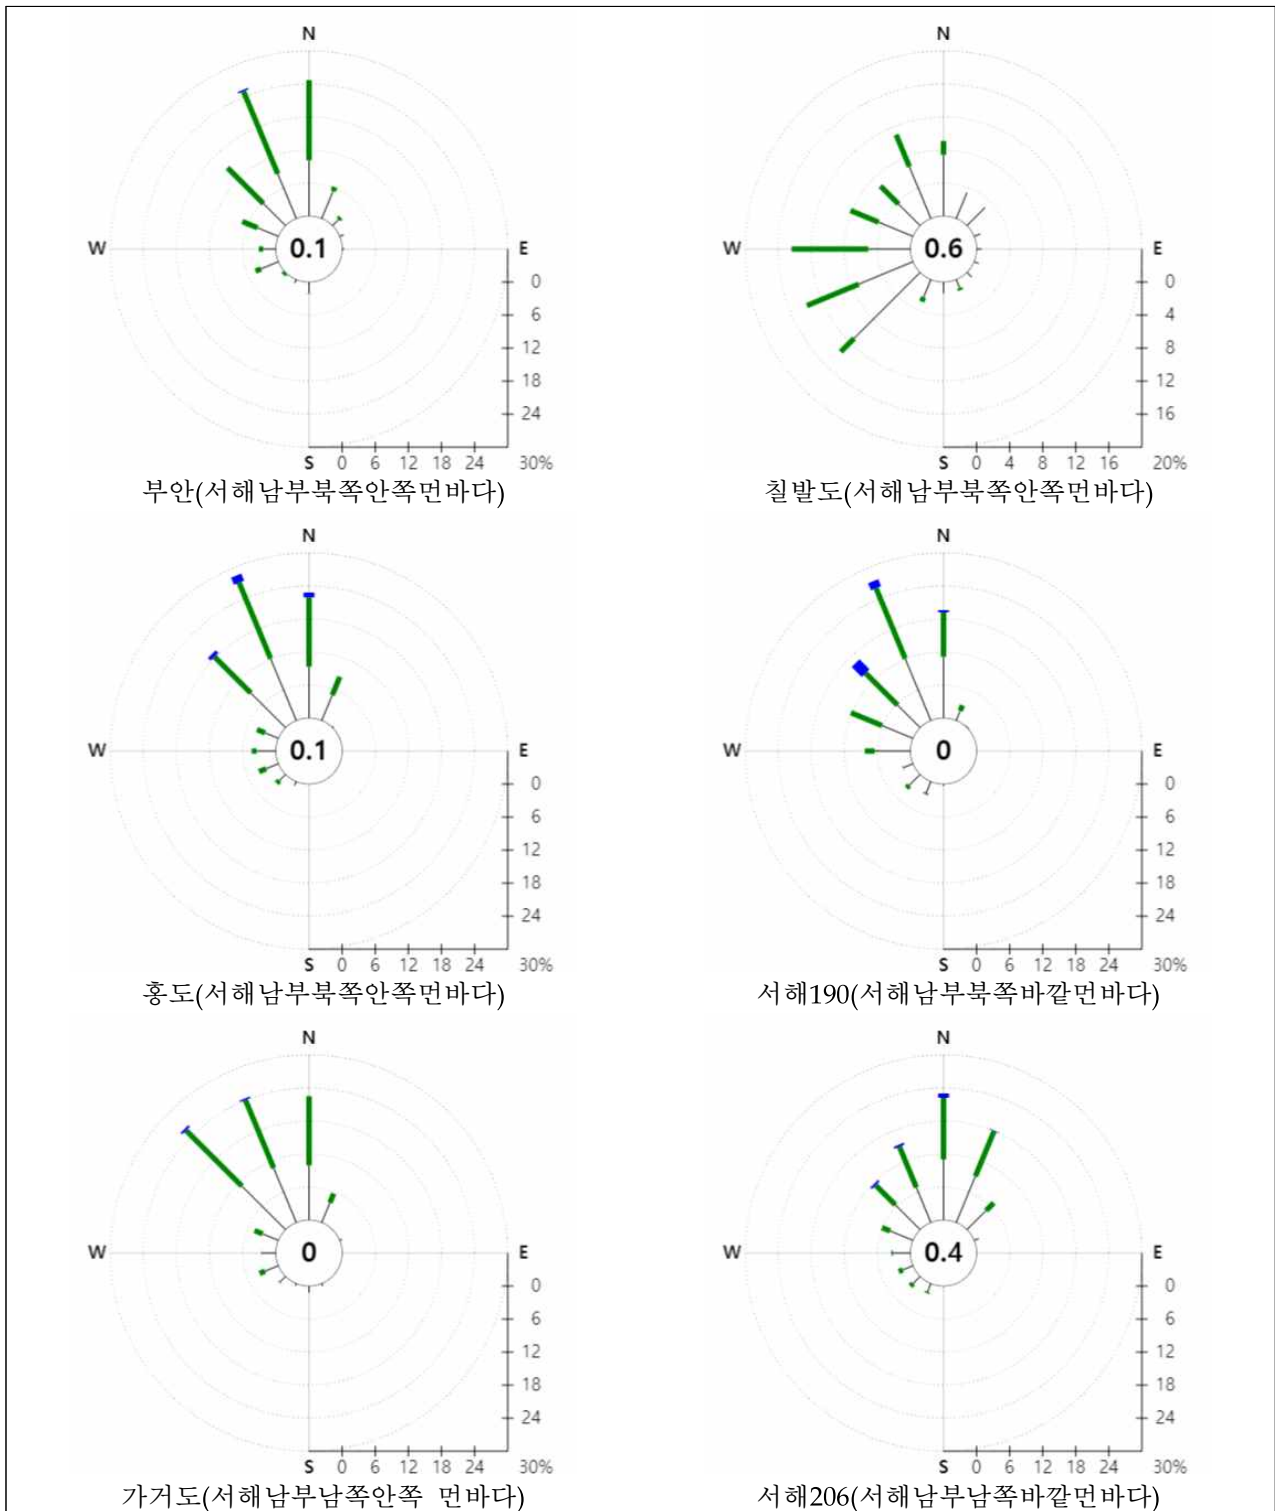 N
N
W
0.1
E
W
0.6
E
0
0
6
4
12
8
18
12
24
16
S 0 6 12 18 24 30%
S 0 4 8 12 16 20%
부안(서해남부북쪽안쪽먼바다)
칠발도(서해남부북쪽안쪽먼바다)
N
N
W
0.1
E
W
0
E
0
0
6
6
12
12
18
18
24
24
S 0 6 12 18 24 30%
S 0 6 12 18 24 30%
홍도(서해남부북쪽안쪽먼바다)
서해190(서해남부북쪽바깥먼바다)
N
N
W
0
E
W
0.4
E
0
0
6
6
12
12
18
18
24
24
S 0 6 12 18 24 30%
S 0 6 12 18 24 30%
가거도(서해남부남쪽안쪽 먼바다)
서해206(서해남부남쪽바깥먼바다)